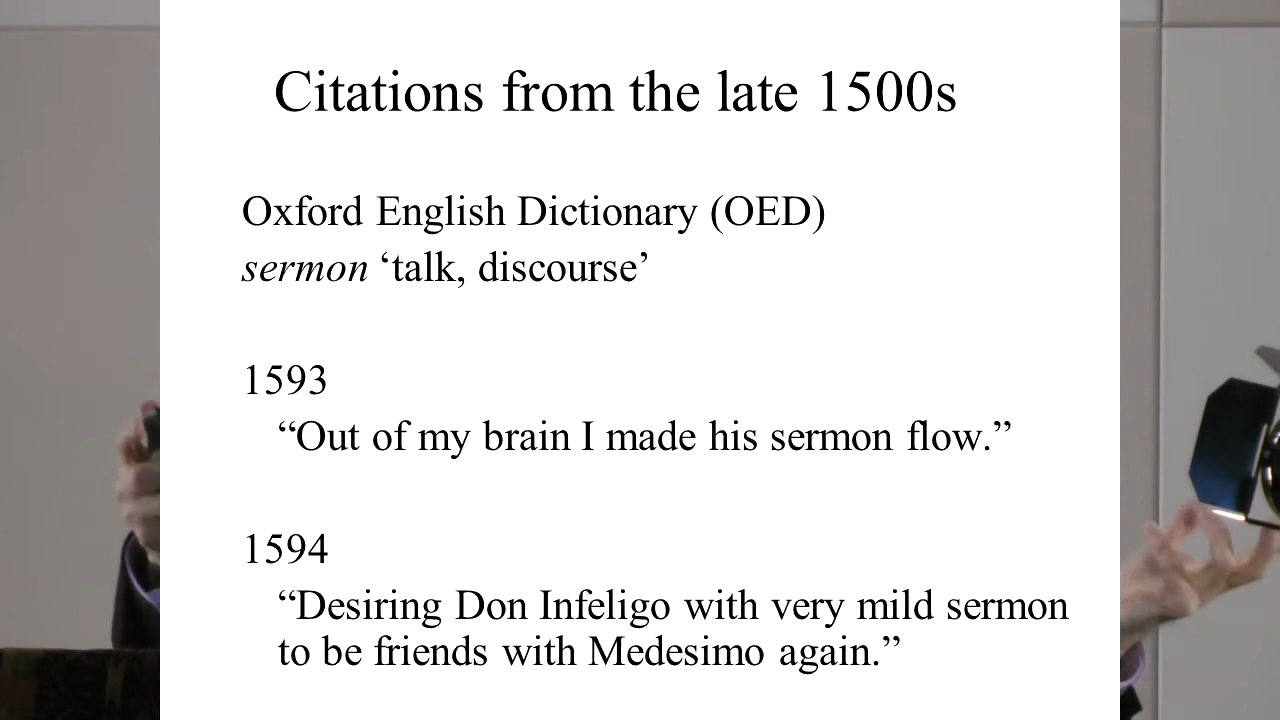 Citations from the late 1500s
Oxford English Dictionary (OED)
sermon ‘talk, discourse’
1593
“Out of my brain I made his sermon flow.”
1594
“Desiring Don Infeligo with very mild sermon
to be friends with Medesimo again.”